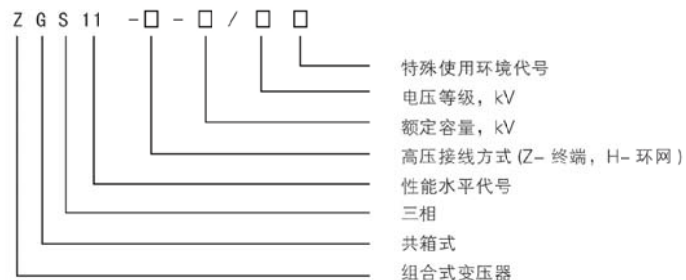 Z G S 11 -□-□/□□
特殊使用环境代号
电压等级，kV
额定容量，kV
高压接线方式(Z-终端，H-环网)
性能水平代号
三相
共箱式
组合式变压器